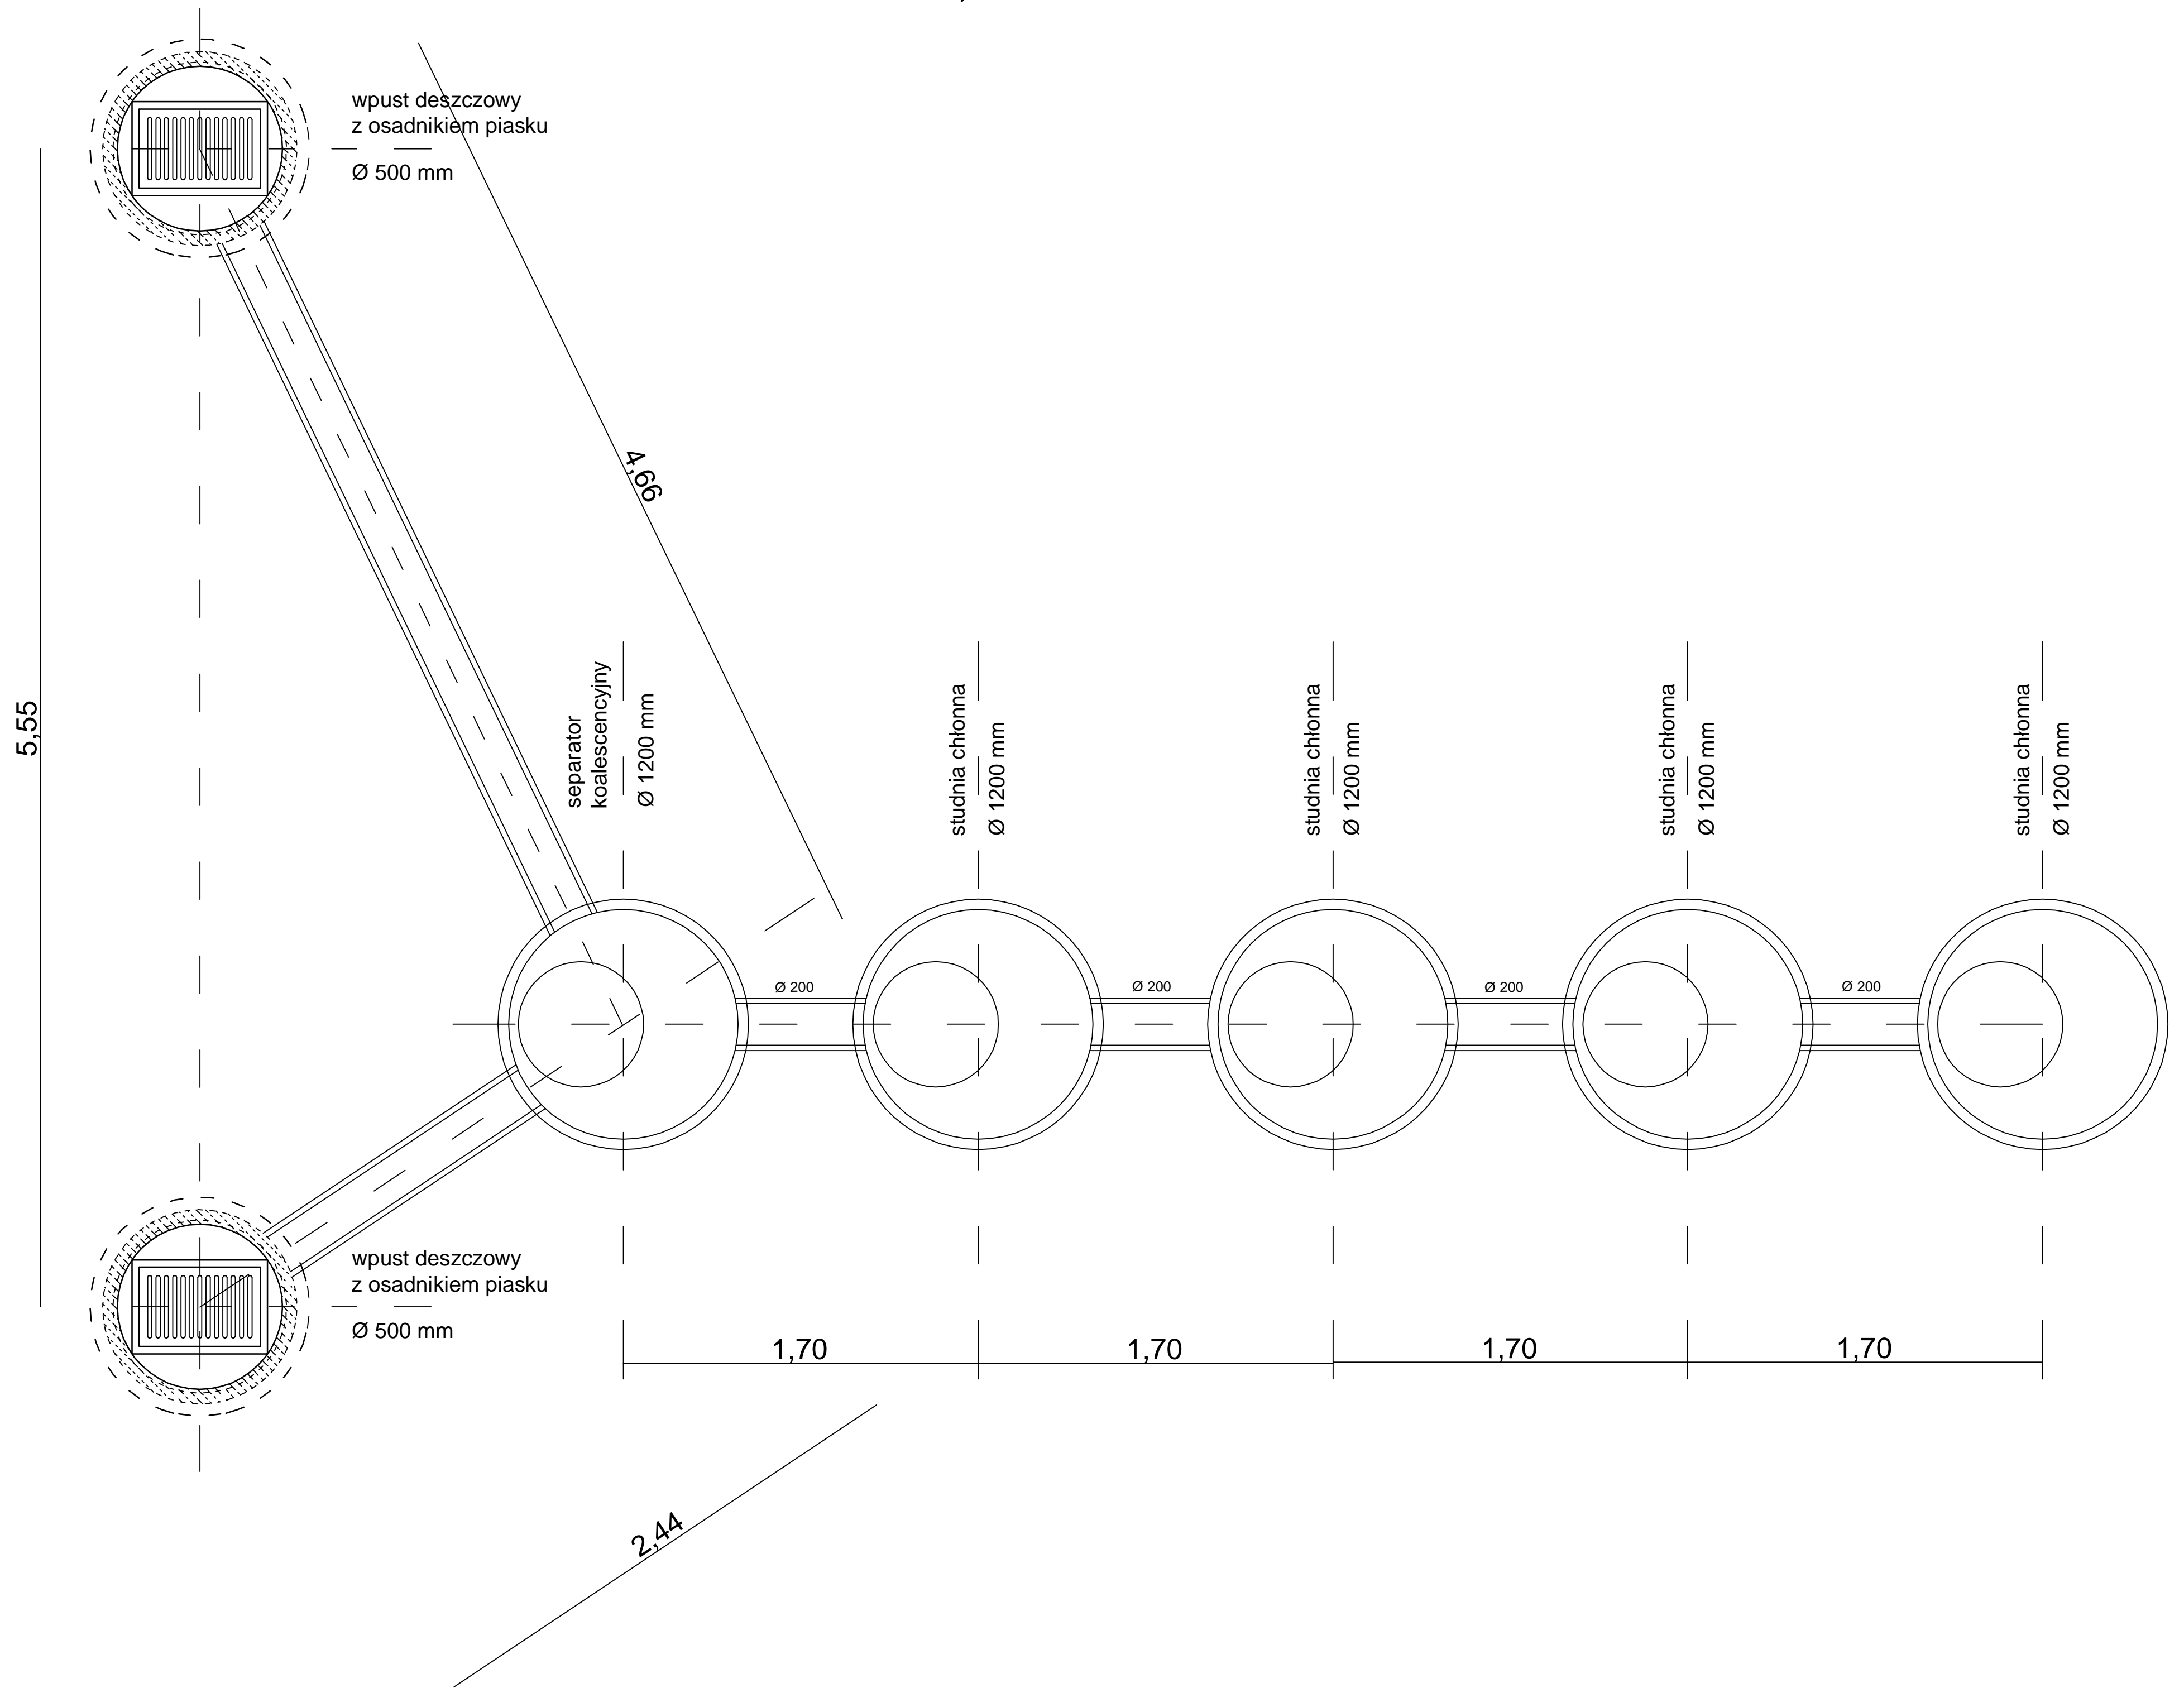 wpust deszczowy
z osadnikiem piasku
Ø 500 mm
4,66
5,55
separator
koalescencyjny
Ø 1200 mm
studnia chłonna
Ø 1200 mm
studnia chłonna
Ø 1200 mm
studnia chłonna
Ø 1200 mm
studnia chłonna
Ø 1200 mm
Ø 200
Ø 200
Ø 200
Ø 200
wpust deszczowy
z osadnikiem piasku
Ø 500 mm
1,70
1,70
1,70
1,70
2,44